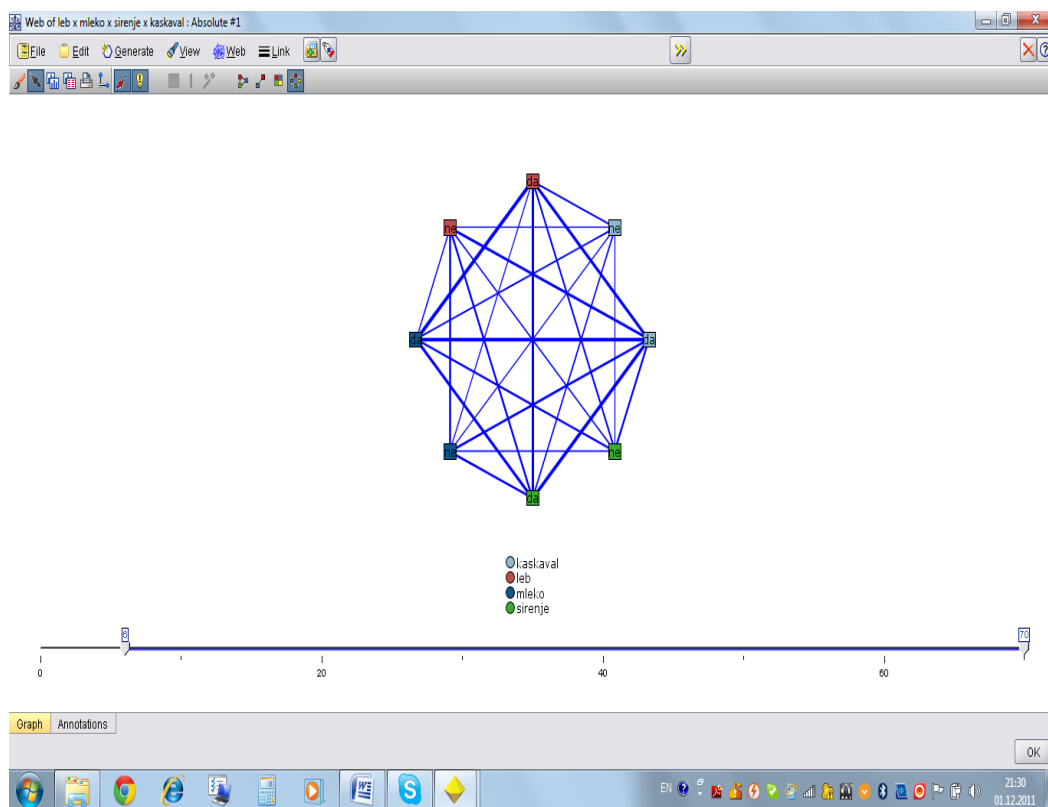 Web of leb x mleko x sirenje x kaskaval : Absolute #1
File Edit Generate View Web Link
da
ne ne
da da
ne ne
da
kaskaval
leb
mleko
sirenje
6 70
0 20 40 60
Graph Annotations
OK
EN 21:30
01.12.2011